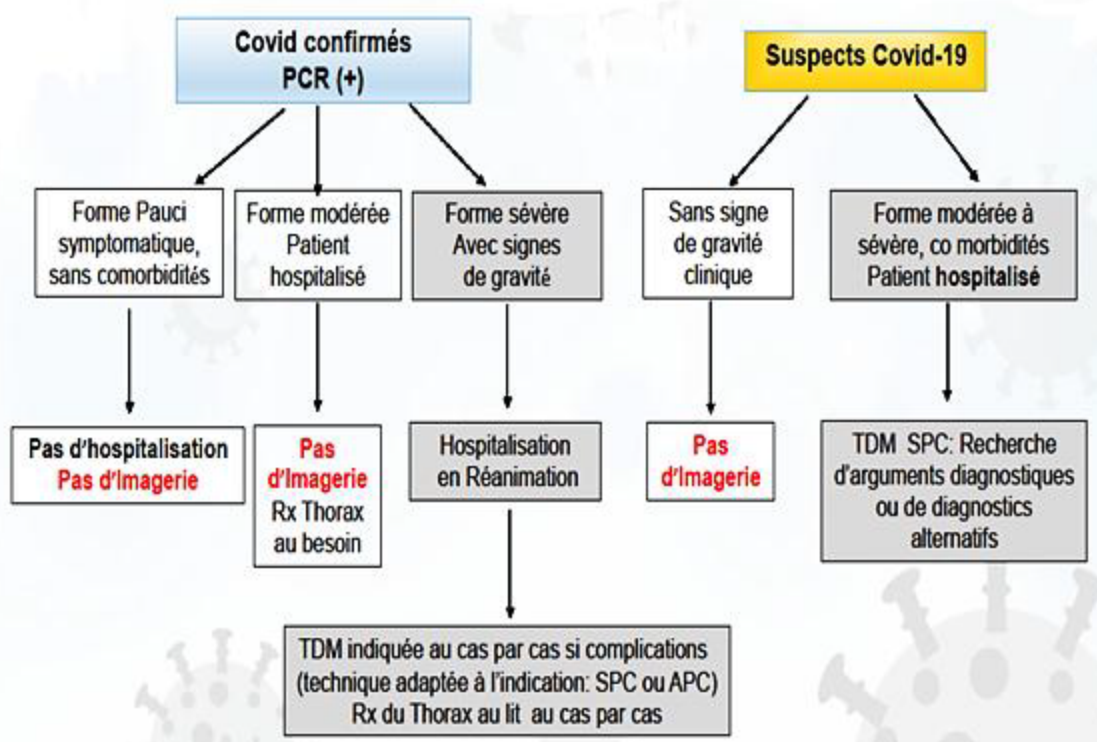 Covid confirmés
PCR (+)
Suspects Covid-19
Forme Pauci
symptomatique,
sans comorbidités
Forme modérée
Patient
hospitalisé
Forme sévère
Avec signes
de gravité
Sans signe
de gravité
clinique
Forme modérée à
sévère, co morbidités
Patient hospitalisé
Pas d'hospitalisation
Pas d'Imagerie
Pas
d'Imagerie
Rx Thorax
au besoin
Hospitalisation
en Réanimation
Pas
d'Imagerie
TDM SPC: Recherche
d'arguments diagnostiques
ou de diagnostics
alternatifs
TDM indiquée au cas par cas si complications
(technique adaptée à l'indication: SPC ou APC)
Rx du Thorax au lit au cas par cas